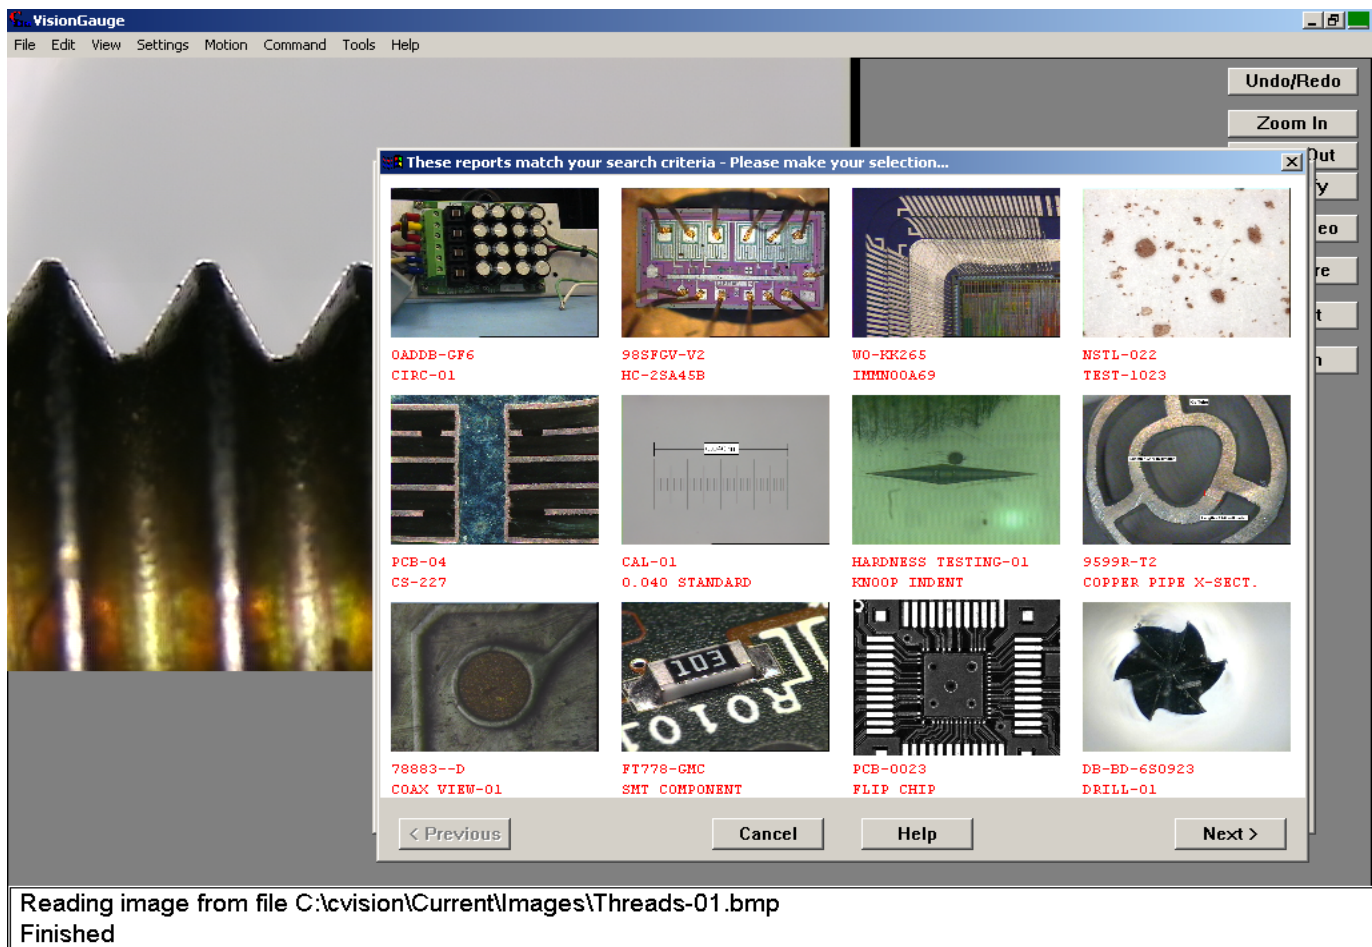 VisionGauge
File Edit View Settings Motion Command Tools Help
Undo/Redo
Zoom In
These reports match your search criteria - Please make your selection...
Out
fy
eo
re
t
0ADDB-GF6
CIRC-01
98SFGV-V2
HC-2SA45B
WO-KK265
IMMN00A69
NSTL-022
TEST-1023
PCB-04
CS-227
CAL-01
0.040 STANDARD
HARDNESS TESTING-01
KNOOP INDENT
9599R-T2
COPPER PIPE X-SECT.
103
R0101
78883--D
COAX VIEW-01
FT778-GMC
SMT COMPONENT
PCB-0023
FLIP CHIP
DB-BD-6S0923
DRILL-01
< Previous
Cancel
Help
Next >
Reading image from file C:\cvision\Current\Images\Threads-01.bmp
Finished